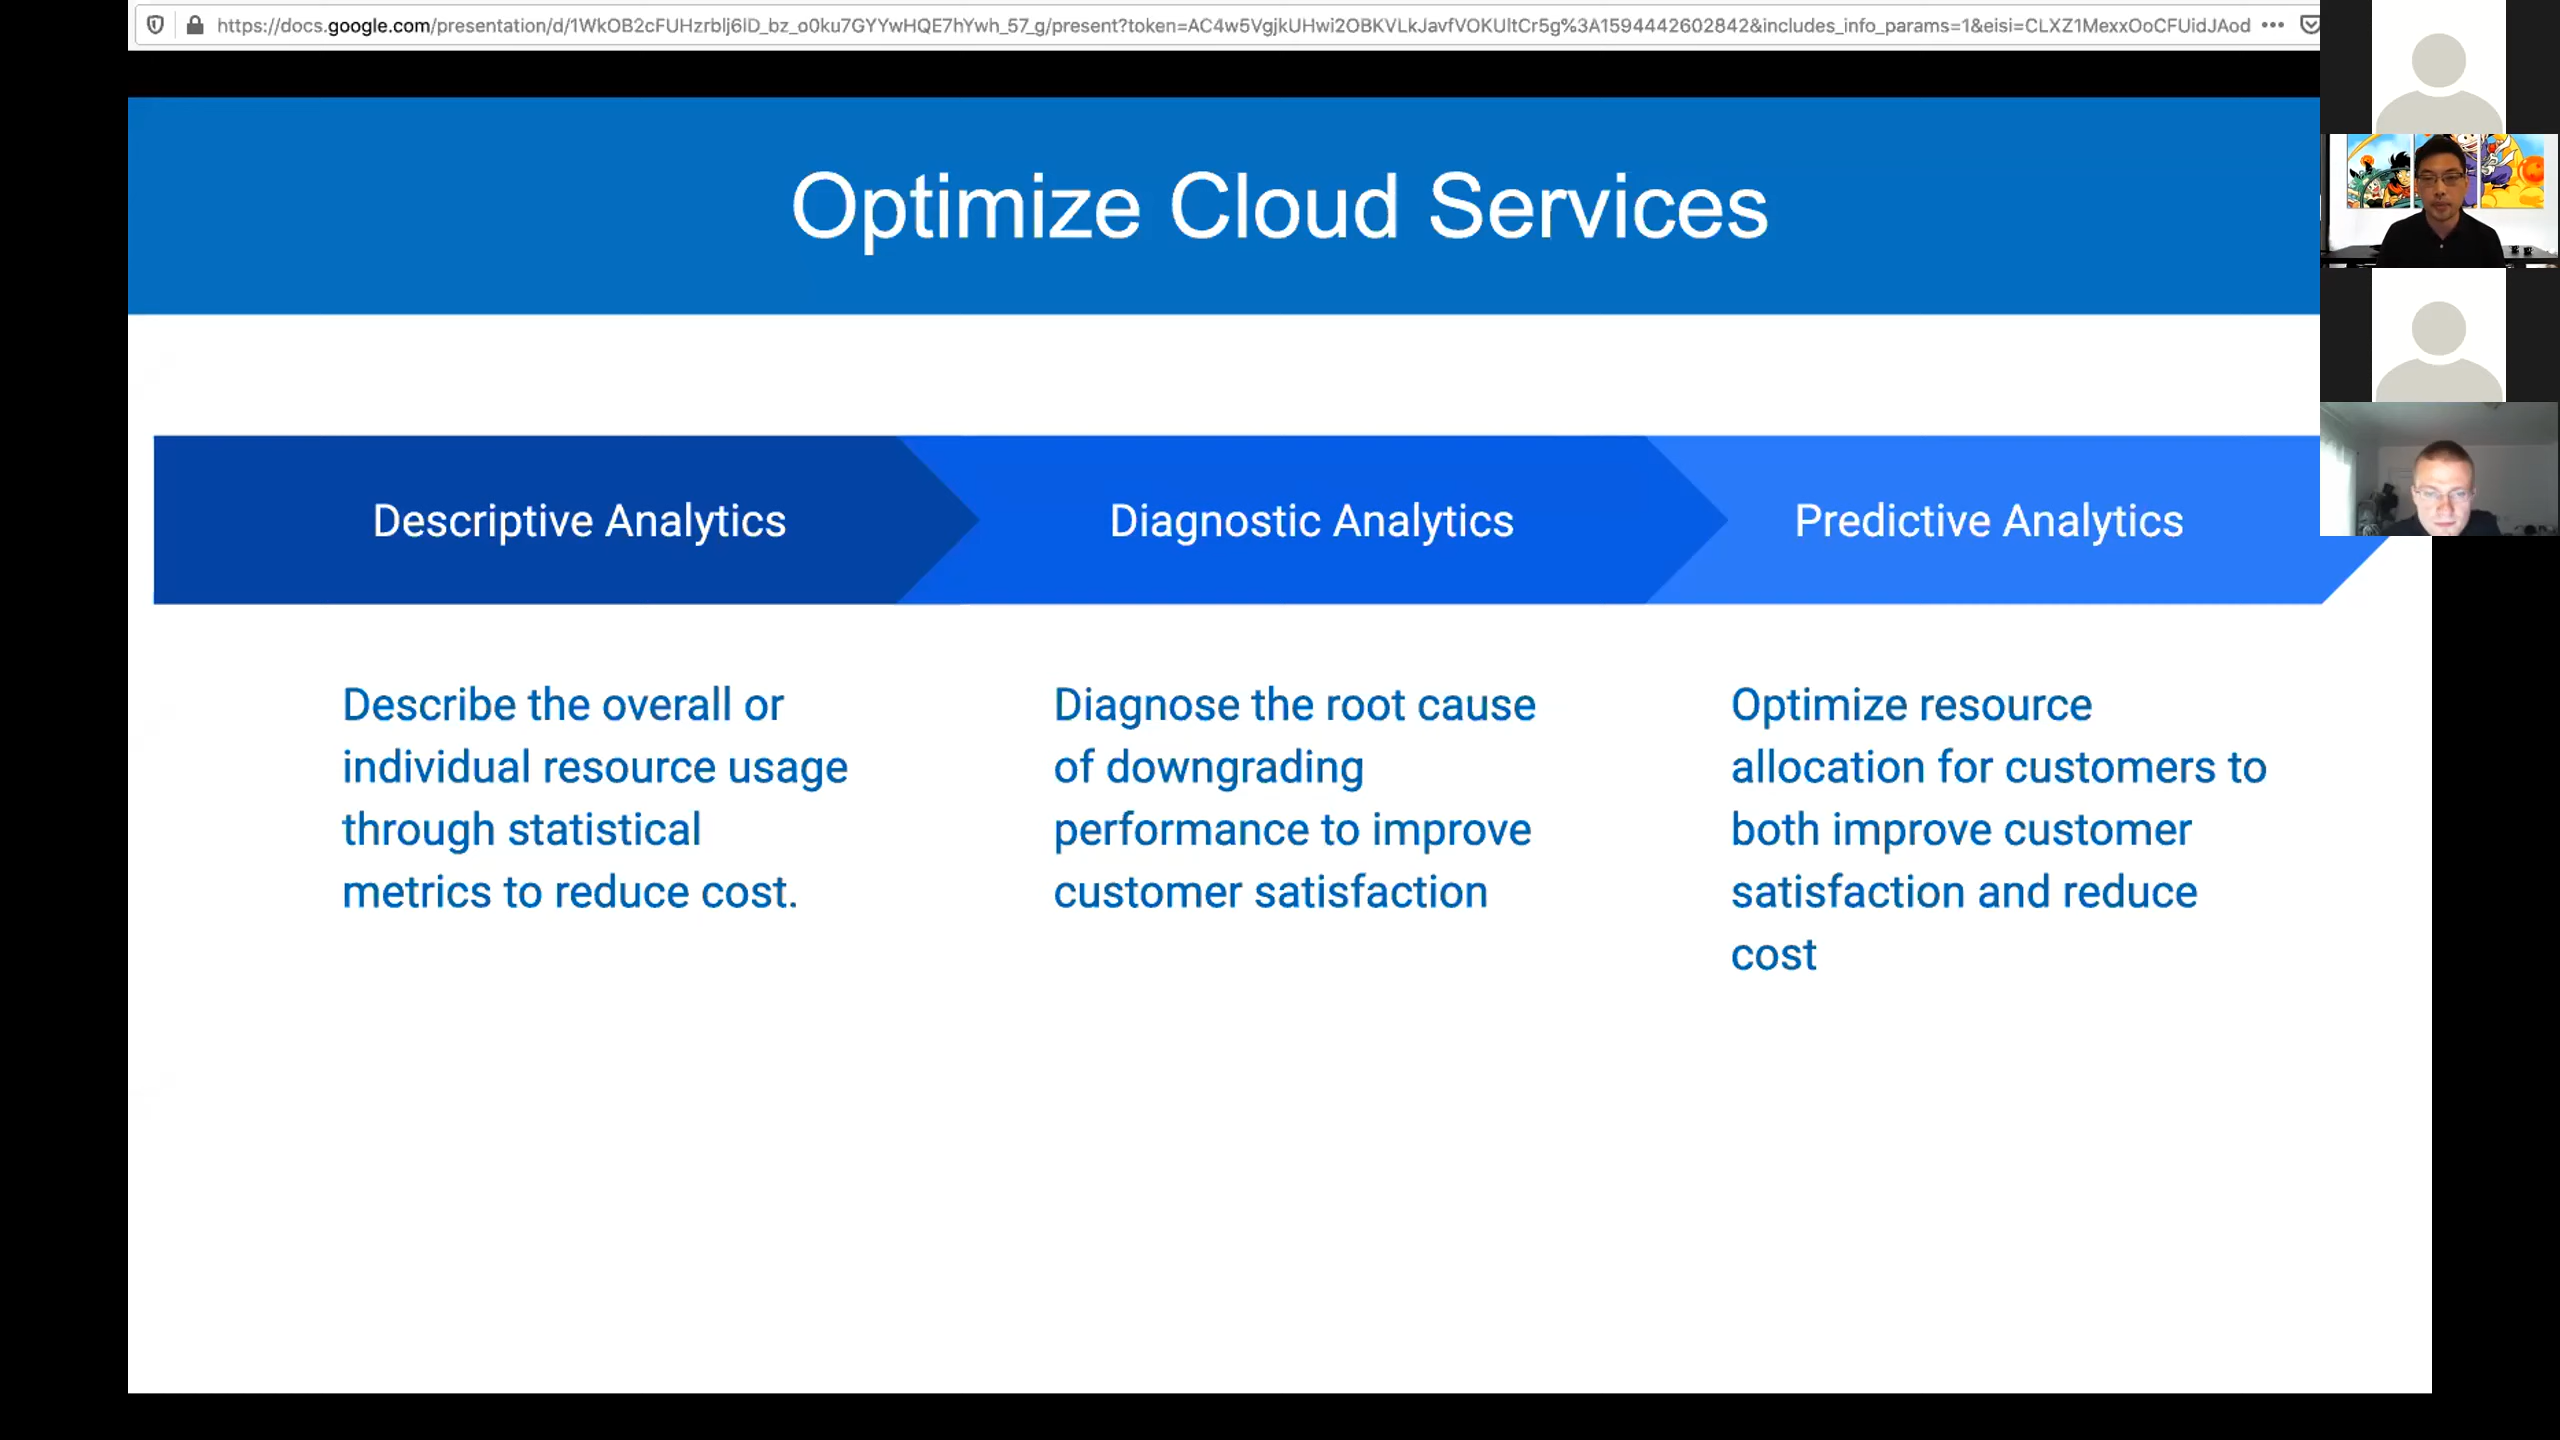 https://docs.google.com/presentation/d/1WkOB2cFUHzrblj6lD_bz_o0ku7GYYwHQE7hYwh_57_g/present?token=AC4w5VgjkUHwi2OBKVLkJavfVOKUltCr5g%3A1594442602842&includes_info_params=1&eisi=CLXZ1MexxOoCFUidJAod
Optimize Cloud Services
Descriptive Analytics
Diagnostic Analytics
Predictive Analytics
Describe the overall or
individual resource usage
through statistical
metrics to reduce cost.
Diagnose the root cause
of downgrading
performance to improve
customer satisfaction
Optimize resource
allocation for customers to
both improve customer
satisfaction and reduce
cost